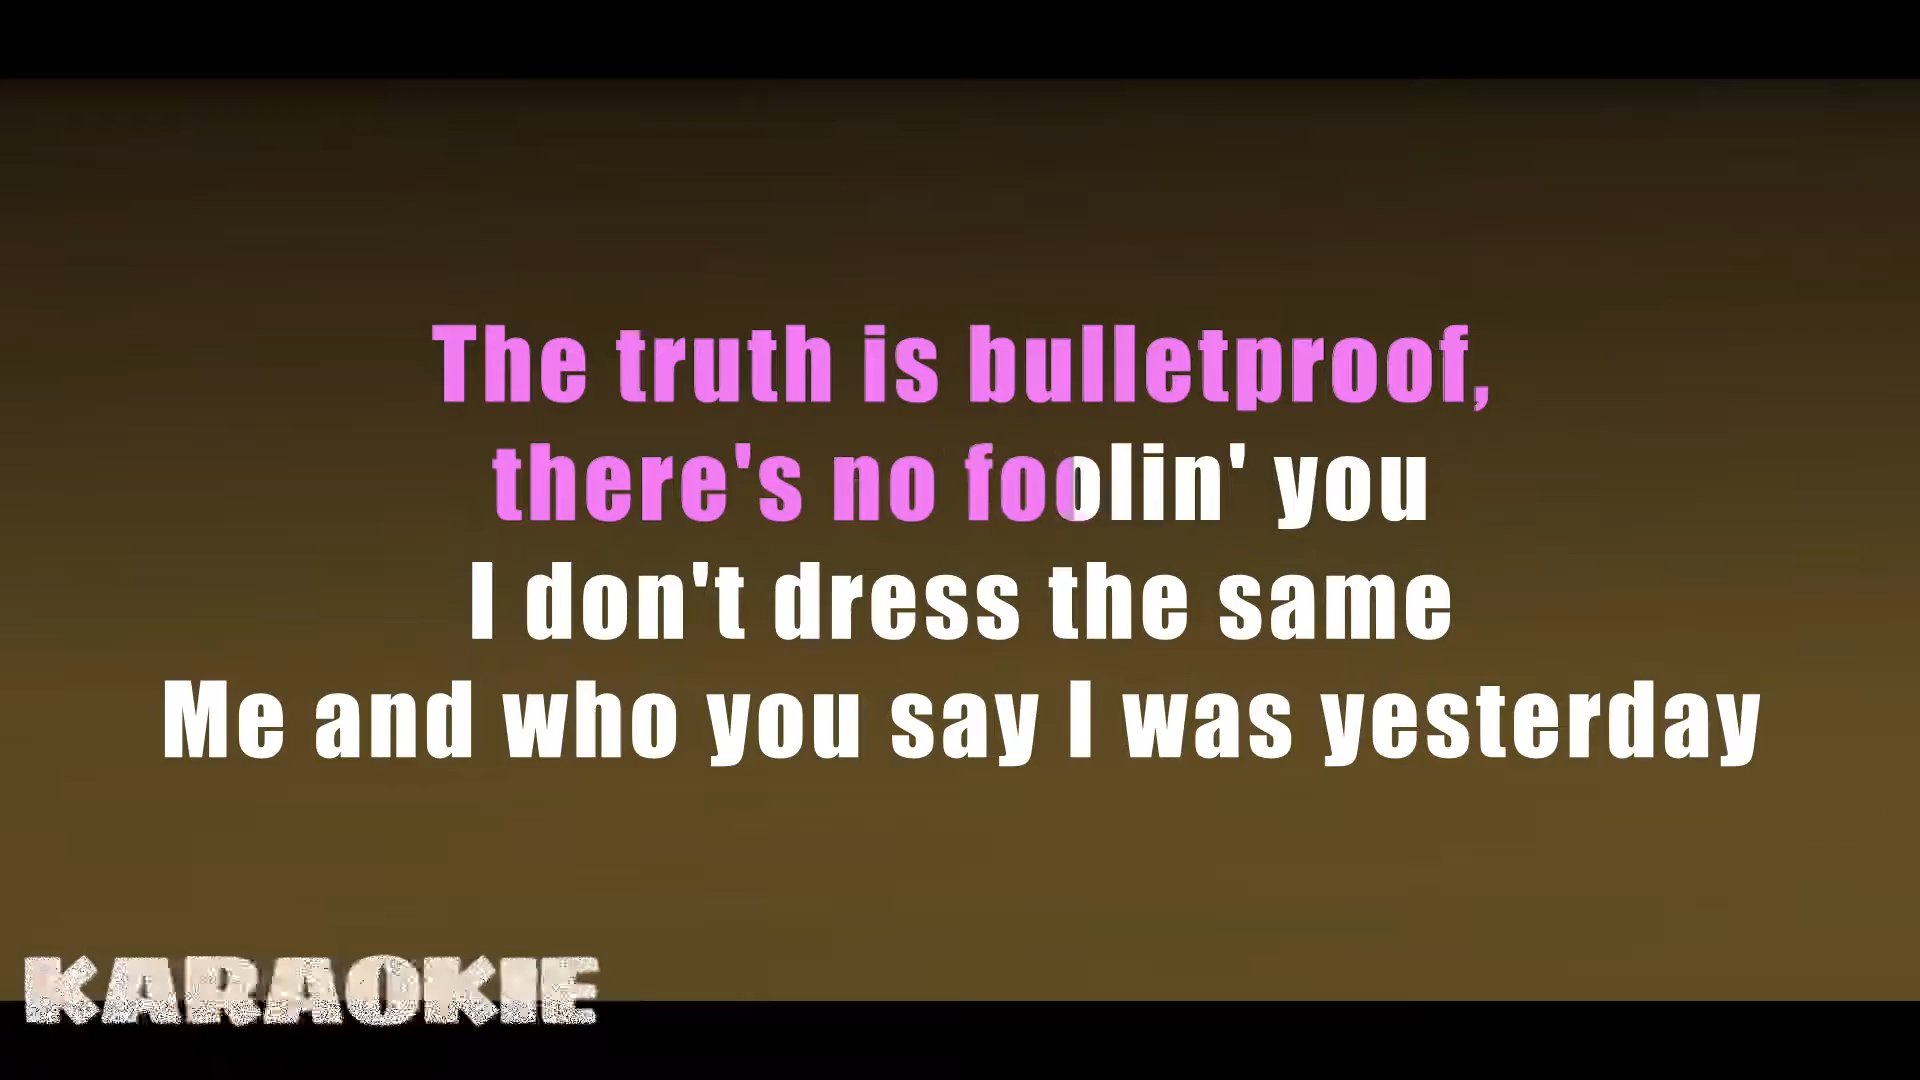 The truth is bulletproof,
there's no foolin' you
I don't dress the same
Me and who you say I was yesterday
KARAOKIE